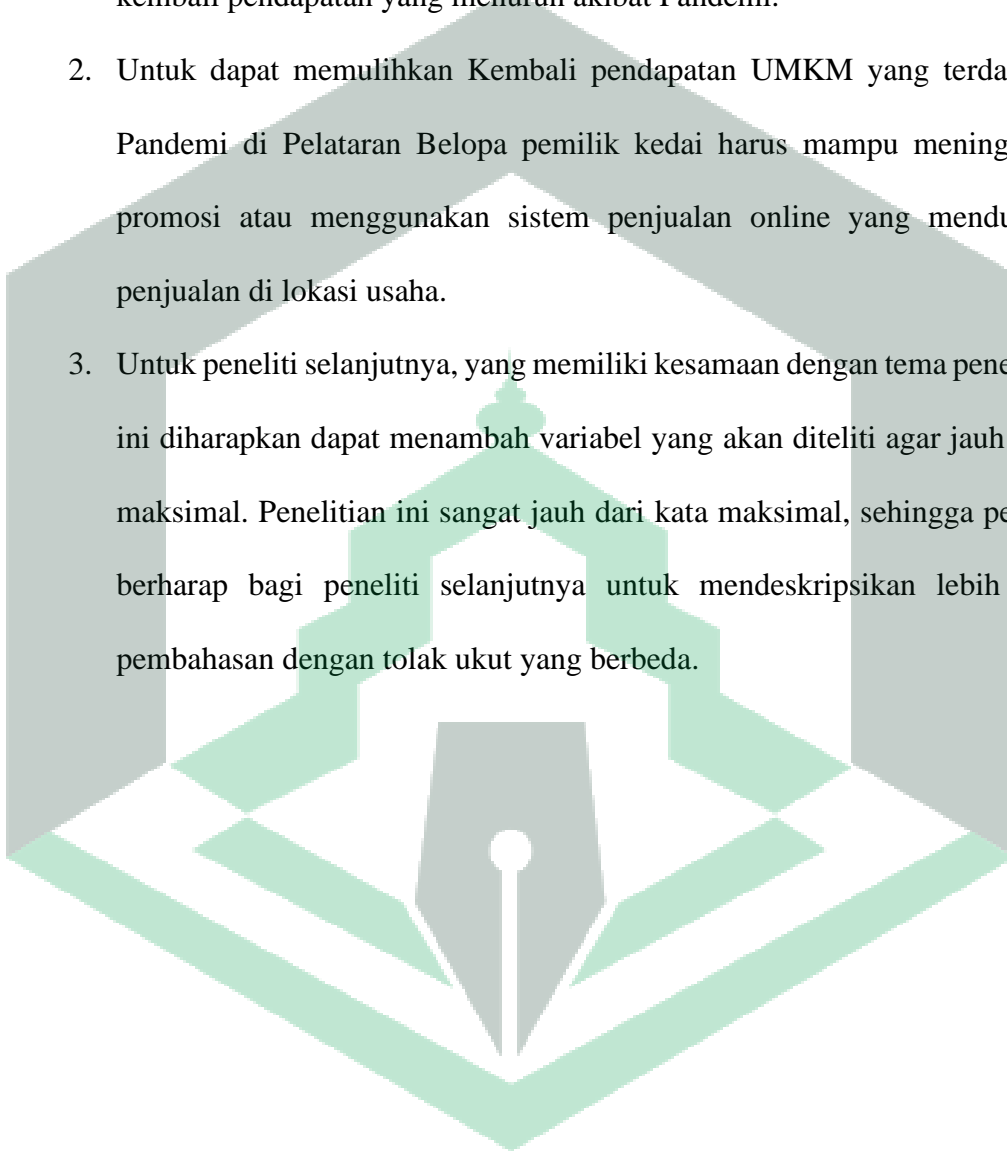 kembali pendapatan yang menurun akibat Pandemi.
2. Untuk dapat memulihkan Kembali pendapatan UMKM yang terda
Pandemi di Pelataran Belopa pemilik kedai harus mampu mening
promosi atau menggunakan sistem penjualan online yang mendu
penjualan di lokasi usaha.
3. Untuk peneliti selanjutnya, yang memiliki kesamaan dengan tema pene
ini diharapkan dapat menambah variabel yang akan diteliti agar jauh
maksimal. Penelitian ini sangat jauh dari kata maksimal, sehingga pe
berharap bagi peneliti selanjutnya untuk mendeskripsikan lebih
pembahasan dengan tolak ukut yang berbeda.